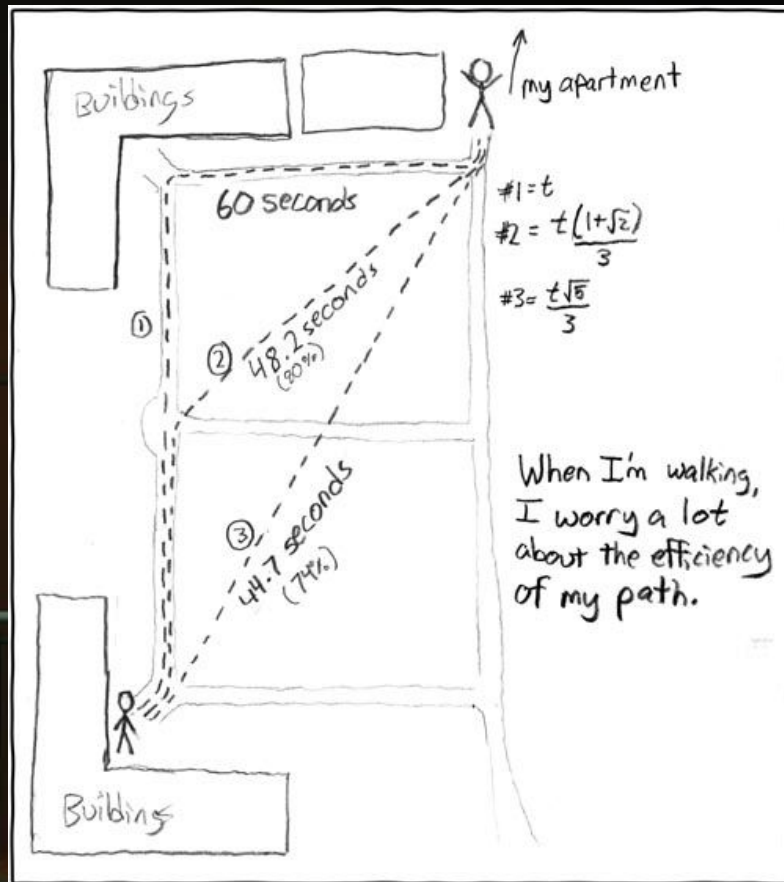 Buildings
my apartment
60 seconds
#1 = t
#2 = t(1+√2)/3
#3 = t√5/3
①
② 48.2 seconds
(80%)
③ 44.7 seconds
(74%)
When I'm walking,
I worry a lot
about the efficiency
of my path.
Buildings